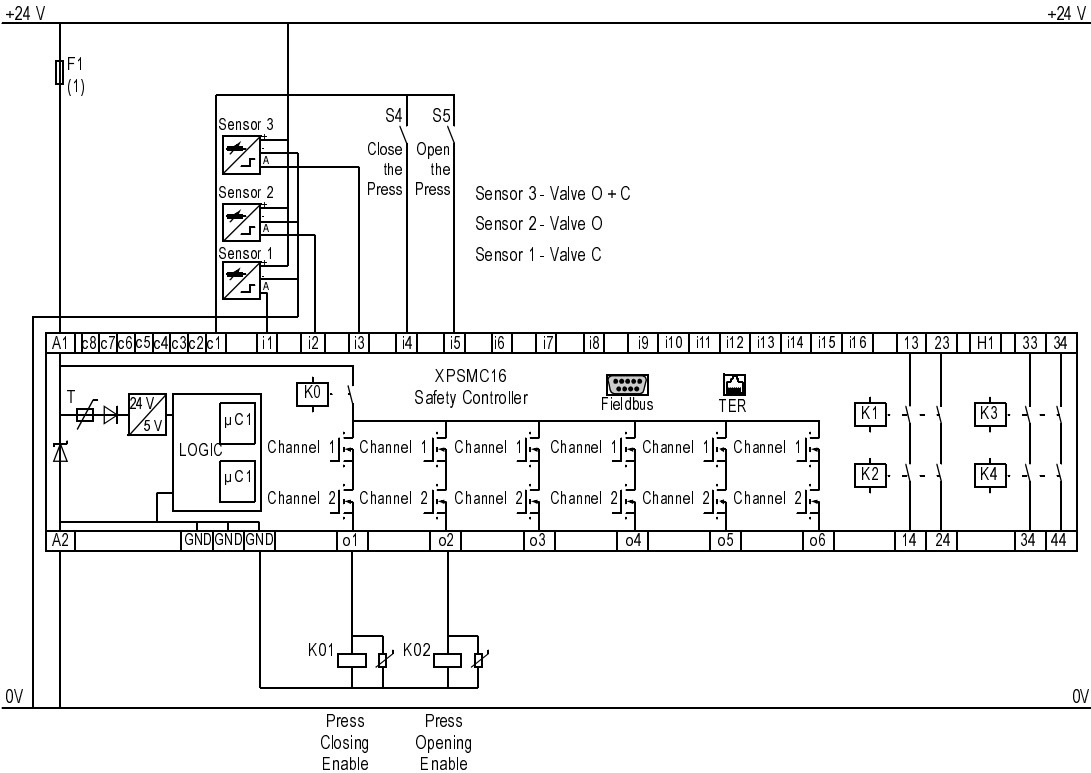 +24 V
+24 V
F1
(1)
S4
S5
Sensor 3
+
-
A
Close
the
Press
Open
the
Press
Sensor 2
+
-
A
Sensor 3 - Valve O + C
Sensor 2 - Valve O
Sensor 1 - Valve C
Sensor 1
+
-
A
A1 c8 c7 c6 c5 c4 c3 c2 c1 i1 i2 i3 i4 i5 i6 i7 i8 i9 i10 i11 i12 i13 i14 i15 i16 13 23 H1 33 34
XPSMC16
Safety Controller
K0
Fieldbus
TER
T
24 V
5 V
LOGIC
µC1
µC1
K1
K3
K2
K4
Channel 1 Channel 1 Channel 1 Channel 1 Channel 1 Channel 1
Channel 2 Channel 2 Channel 2 Channel 2 Channel 2 Channel 2
A2 GND GND GND o1 o2 o3 o4 o5 o6 14 24 34 44
K01
K02
0V
0V
Press
Closing
Enable
Press
Opening
Enable